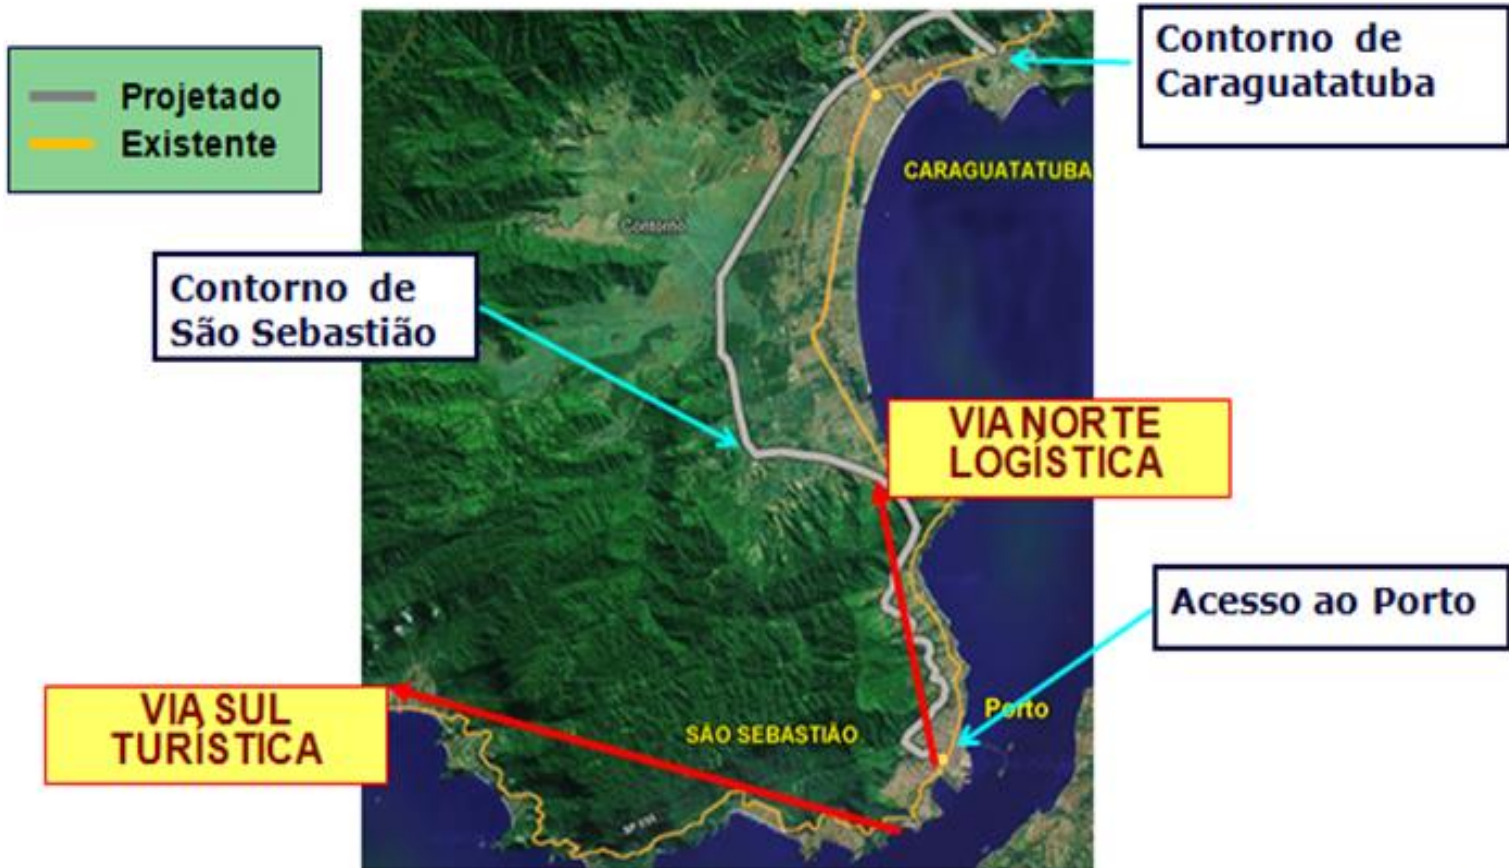 Projetado
Existente
Contorno de
Caraguatatuba
CARAGUATATUBA
Contorno
Contorno de
São Sebastião
VIA NORTE
LOGÍSTICA
Acesso ao Porto
VIA SUL
TURÍSTICA
SÃO SEBASTIÃO
Porto